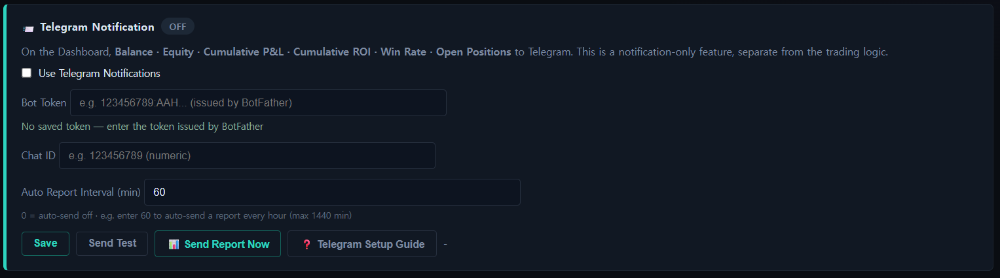 Telegram Notification OFF
On the Dashboard, Balance · Equity · Cumulative P&L · Cumulative ROI · Win Rate · Open Positions to Telegram. This is a notification-only feature, separate from the trading logic.
Use Telegram Notifications
Bot Token e.g. 123456789:AAH... (issued by BotFather)
No saved token — enter the token issued by BotFather
Chat ID e.g. 123456789 (numeric)
Auto Report Interval (min) 60
0 = auto-send off · e.g. enter 60 to auto-send a report every hour (max 1440 min)
Save Send Test 📊 Send Report Now ❓ Telegram Setup Guide -